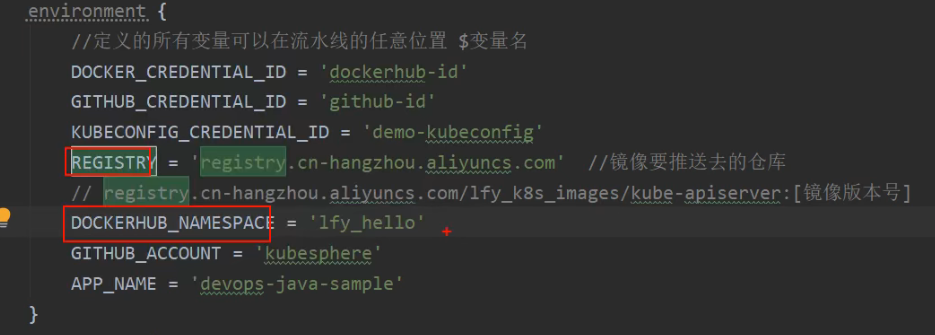 environment {
//定义的所有变量可以在流水线的任意位置 $变量名
DOCKER_CREDENTIAL_ID = 'dockerhub-id'
GITHUB_CREDENTIAL_ID = 'github-id'
KUBECONFIG_CREDENTIAL_ID = 'demo-kubeconfig'
REGISTRY = 'registry.cn-hangzhou.aliyuncs.com' //镜像要推送去的仓库
// registry.cn-hangzhou.aliyuncs.com/lfy_k8s_images/kube-apiserver:[镜像版本号]
DOCKERHUB_NAMESPACE = 'lfy_hello'
GITHUB_ACCOUNT = 'kubesphere'
APP_NAME = 'devops-java-sample'
}